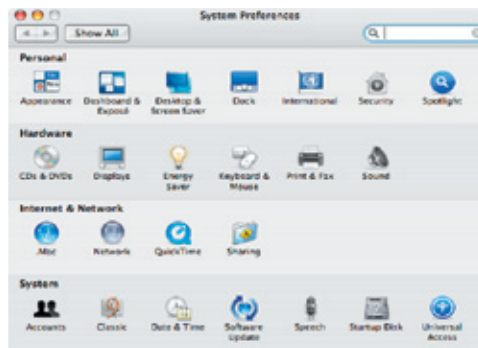 System Preferences
Show All
Personal
Appearance Dashboard & Exposé Desktop & Screen Saver Dock International Security Spotlight
Hardware
CDs & DVDs Displays Energy Saver Keyboard & Mouse Print & Fax Sound
Internet & Network
.Mac Network QuickTime Sharing
System
Accounts Classic Date & Time Software Update Speech Startup Disk Universal Access